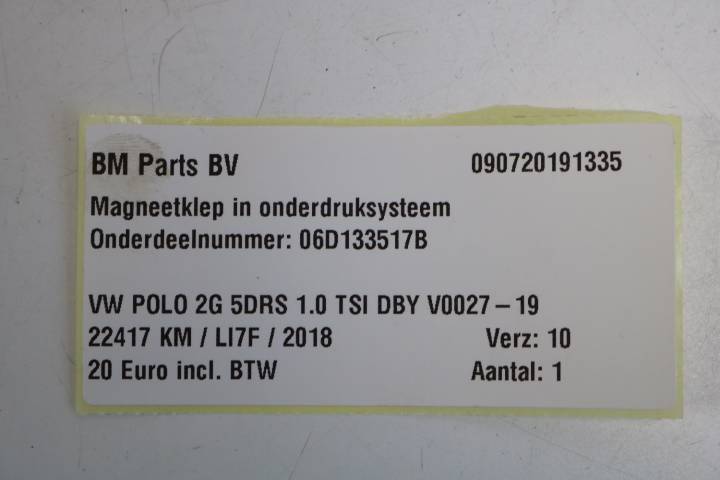 BM Parts BV 090720191335
Magneetklep in onderdruksysteem
Onderdeelnummer: 06D133517B
VW POLO 2G 5DRS 1.0 TSI DBY V0027 – 19
22417 KM / LI7F / 2018 Verz: 10
20 Euro incl. BTW Aantal: 1